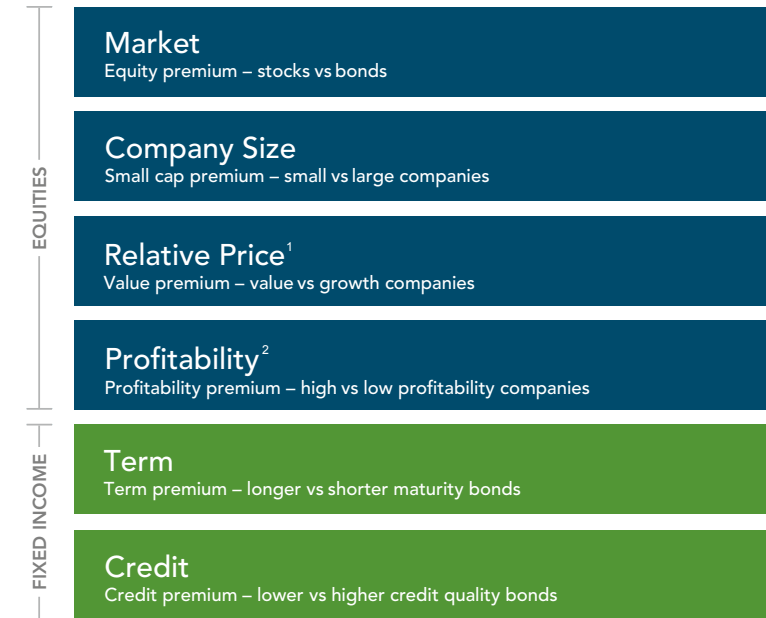 EQUITIES
Market
Equity premium – stocks vs bonds
Company Size
Small cap premium – small vs large companies
Relative Price¹
Value premium – value vs growth companies
Profitability²
Profitability premium – high vs low profitability companies
FIXED INCOME
Term
Term premium – longer vs shorter maturity bonds
Credit
Credit premium – lower vs higher credit quality bonds